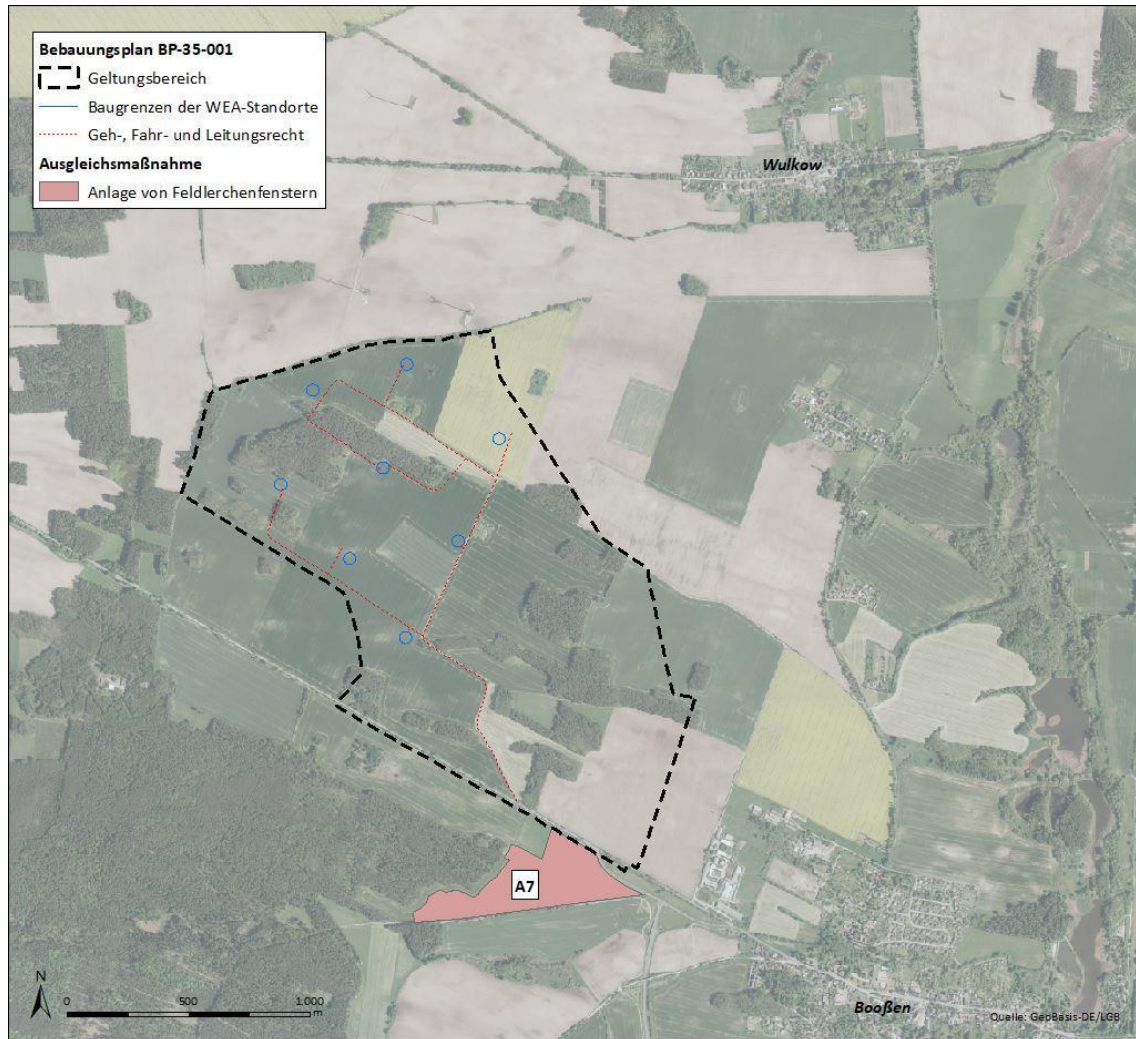 Bebauungsplan BP-35-001
Geltungsbereich
Baugrenzen der WEA-Standorte
Geh-, Fahr- und Leitungsrecht
Ausgleichsmaßnahme
Anlage von Feldlerchenfenstern
Wulkow
A7
N
0 500 1.000
m
Booßen
Quelle: GeoBasis-DE/LGB